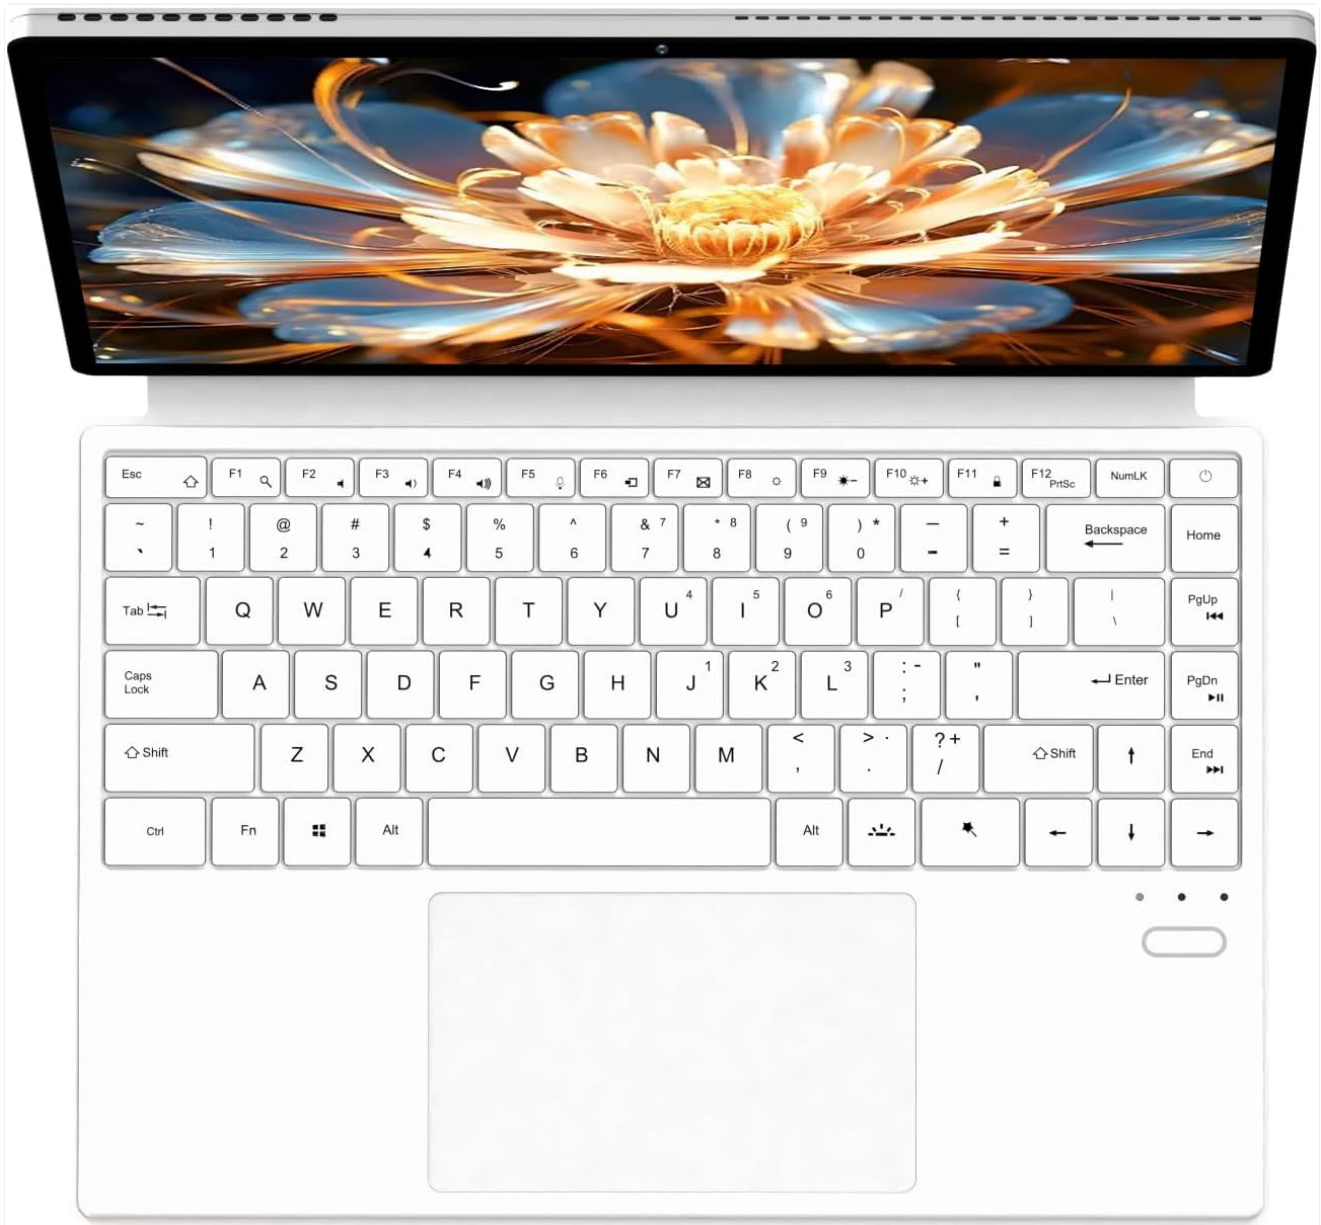 Esc F1 F2 F3 F4 F5 F6 F7 F8 F9 F10 F11 F12 PrtSc NumLK
~ ! @ # $ % ^ & 7 * 8 ( 9 ) * — +
` 1 2 3 4 5 6 7 8 9 0 - = Backspace Home
Tab Q W E R T Y U 4 I 5 O 6 P / { [ } ] | \ PgUp
Caps Lock A S D F G H J 1 K 2 L 3 : - ; " ' Enter PgDn
Shift Z X C V B N M < , > . . ? + / Shift End
Ctrl Fn Alt Alt